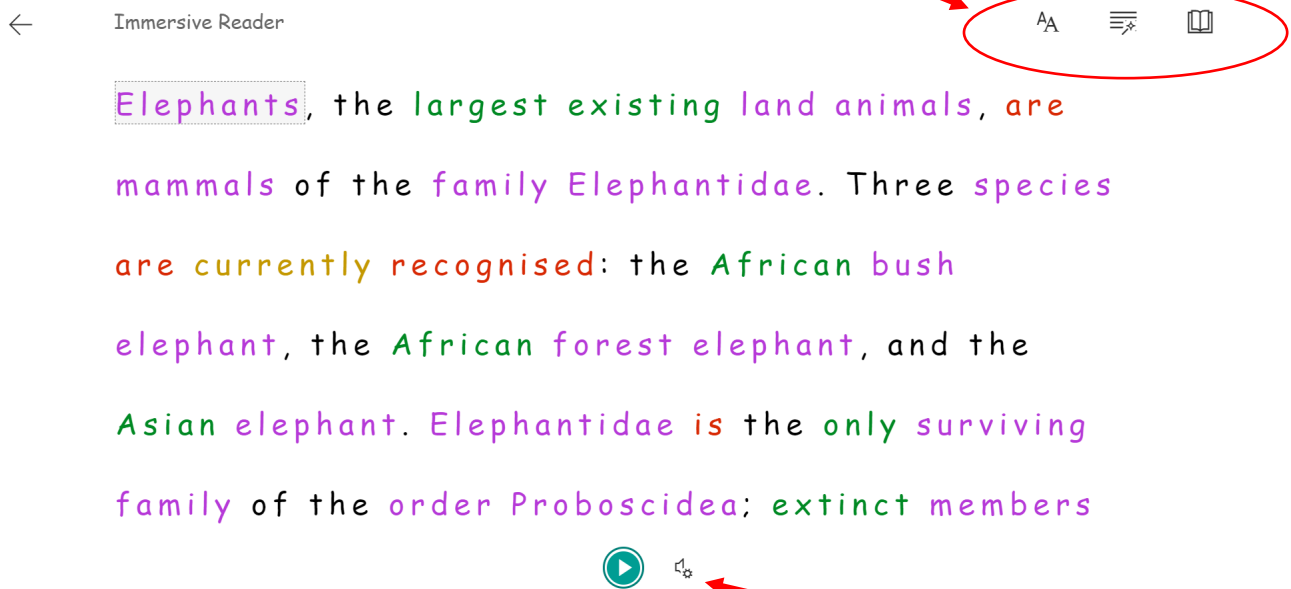 Immersive Reader
Elephants, the largest existing land animals, are
mammals of the family Elephantidae. Three species
are currently recognised: the African bush
elephant, the African forest elephant, and the
Asian elephant. Elephantidae is the only surviving
family of the order Proboscidea; extinct members